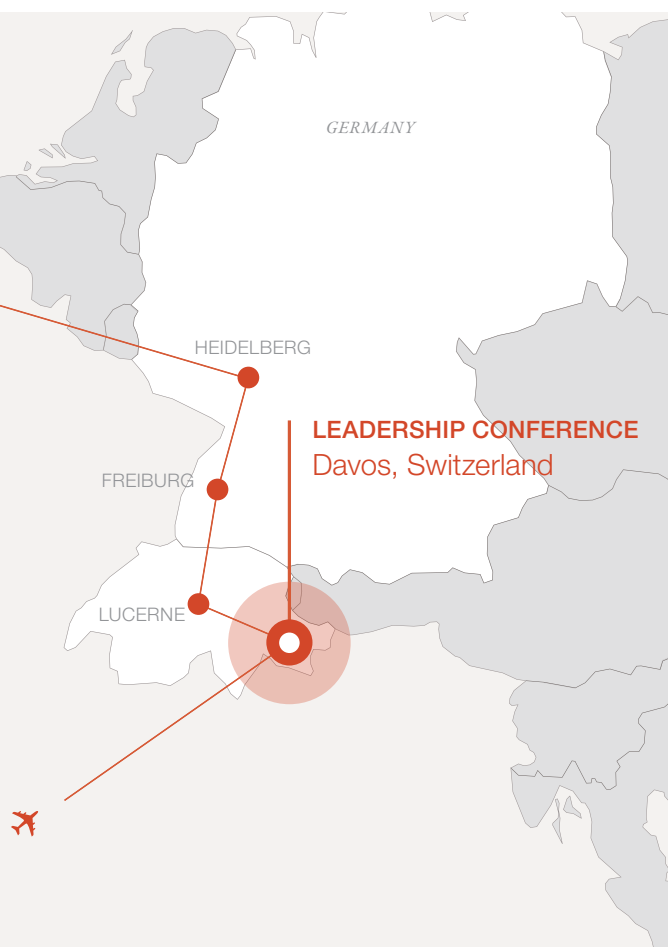 GERMANY
HEIDELBERG
LEADERSHIP CONFERENCE
Davos, Switzerland
FREIBURG
LUCERNE